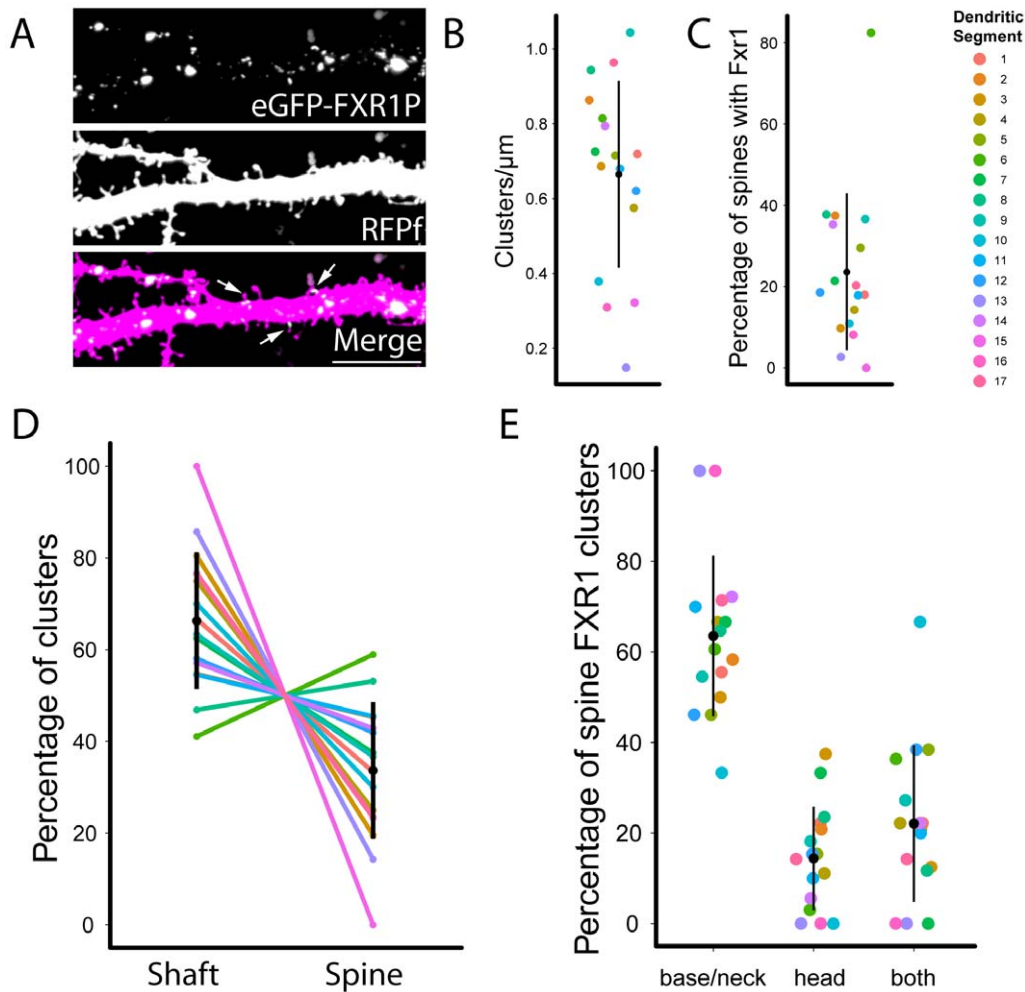 A
eGFP-FXR1P
RFPf
Merge
B
Clusters/µm
1.0
0.8
0.6
0.4
0.2
C
Percentage of spines with Fxr1
80
60
40
20
0
Dendritic
Segment
1
2
3
4
5
6
7
8
9
10
11
12
13
14
15
16
17
D
Percentage of clusters
100
80
60
40
20
0
Shaft Spine
E
Percentage of spine FXR1 clusters
100
80
60
40
20
0
base/neck head both